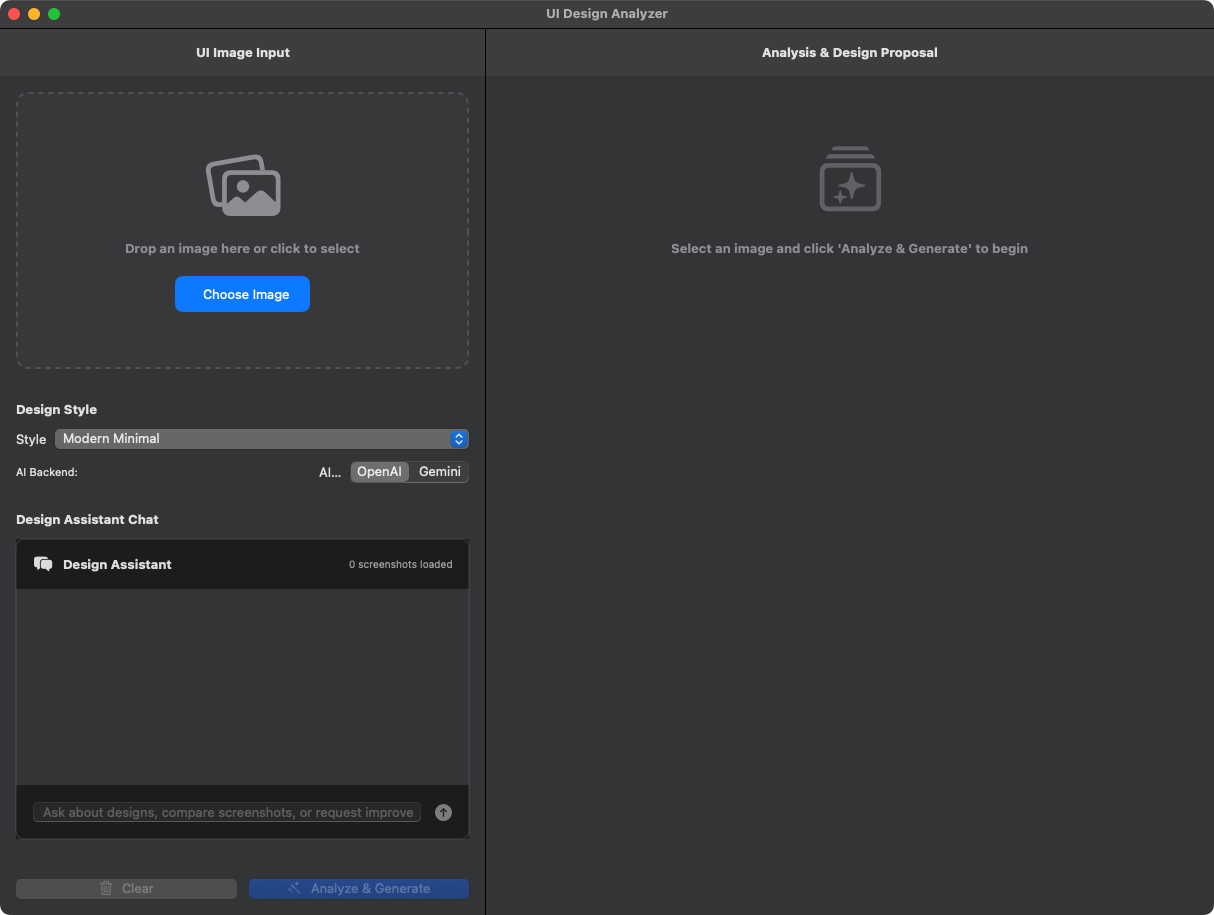 UI Design Analyzer
UI Image Input
Analysis & Design Proposal
Drop an image here or click to select
Choose Image
Select an image and click 'Analyze & Generate' to begin
Design Style
Style Modern Minimal
AI Backend: AI... OpenAI Gemini
Design Assistant Chat
Design Assistant 0 screenshots loaded
Ask about designs, compare screenshots, or request improve
Clear Analyze & Generate